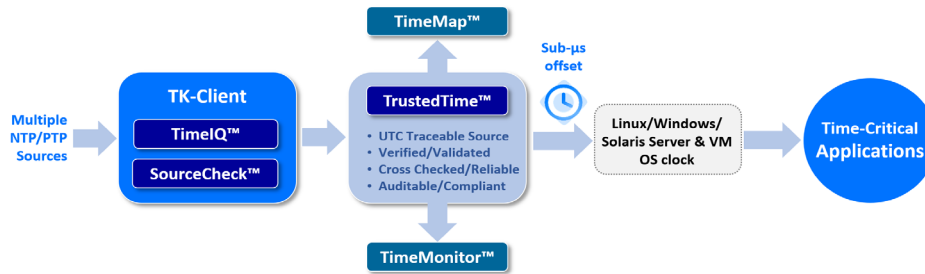 TimeMap™
Sub-µs
offset
TK-Client
TrustedTime™
Multiple
NTP/PTP
Sources
TimeIQ™
SourceCheck™
• UTC Traceable Source
• Verified/Validated
• Cross Checked/Reliable
• Auditable/Compliant
Linux/Windows/
Solaris Server & VM
OS clock
Time-Critical
Applications
TimeMonitor™